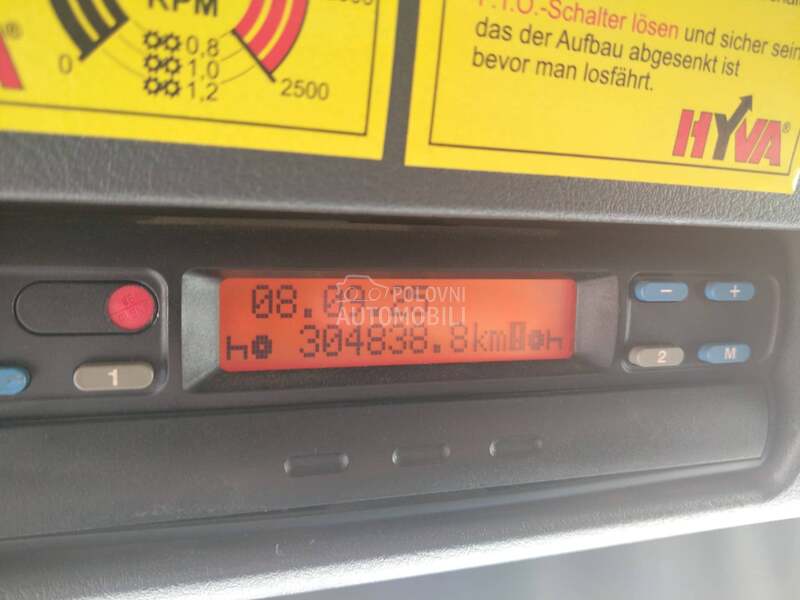 RPM
0
0,8
1,0
1,2
2500
P.T.O.-Schalter lösen und sicher sein
das der Aufbau abgesenkt ist
bevor man losfährt.
HYVA®
08.04.
POLOVNI
AUTOMOBILI
304838.8km
1
2
M
- +